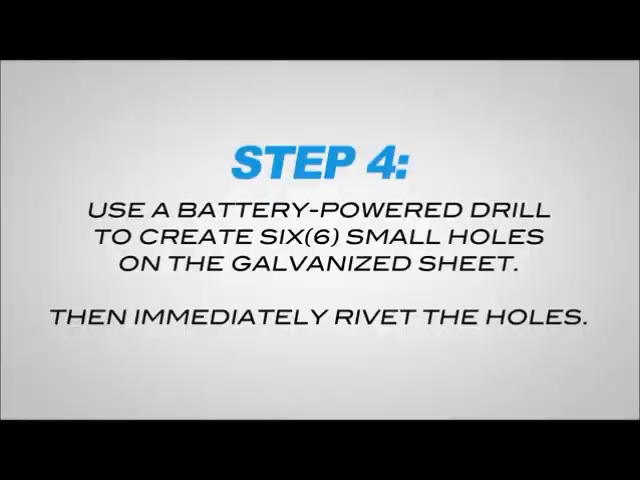 STEP 4:
USE A BATTERY-POWERED DRILL
TO CREATE SIX(6) SMALL HOLES
ON THE GALVANIZED SHEET.
THEN IMMEDIATELY RIVET THE HOLES.